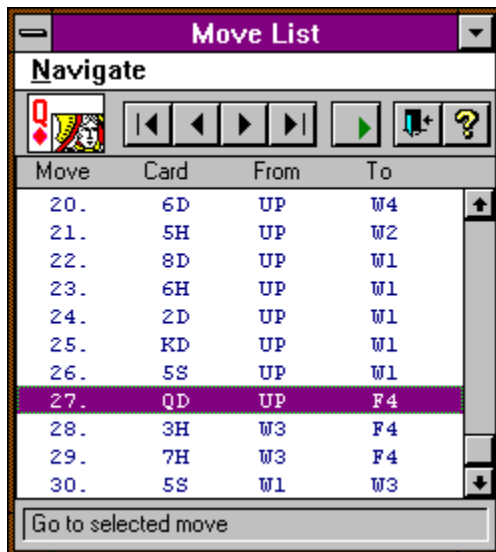 Move List
Navigate
Q
?
Move Card From To
20. 6D UP W4
21. 5H UP W2
22. 8D UP W1
23. 6H UP W1
24. 2D UP W1
25. KD UP W1
26. 5S UP W1
27. QD UP F4
28. 3H W3 F4
29. 7H W3 F4
30. 5S W1 W3
Go to selected move